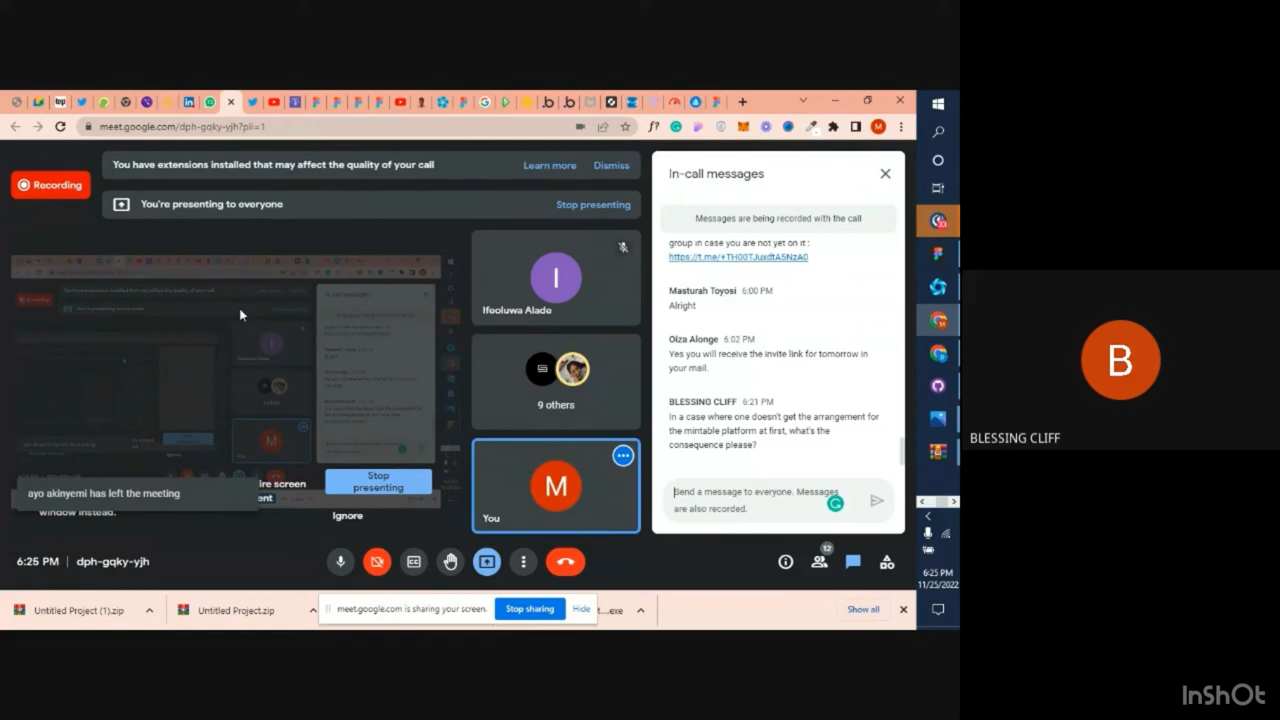 meet.google.com/dph-gqky-yjh?pli=1
You have extensions installed that may affect the quality of your call
Learn more
Dismiss
Recording
You're presenting to everyone
Stop presenting
In-call messages
Messages are being recorded with the call
group in case you are not yet on it :
https://t.me/+TH00TJuxdtA5NzA0
Masturah Toyosi 6:00 PM
Alright
Oiza Alonge 6:02 PM
Yes you will receive the invite link for tomorrow in
your mail.
BLESSING CLIFF 6:21 PM
In a case where one doesn't get the arrangement for
the mintable platform at first, what's the
consequence please?
Send a message to everyone. Messages
are also recorded.
I
Ifeoluwa Alade
9 others
M
You
ire screen
ent
window instead.
Stop
presenting
Ignore
ayo akinyemi has left the meeting
6:25 PM | dph-gqky-yjh
12
Untitled Project (1).zip
Untitled Project.zip
meet.google.com is sharing your screen.
Stop sharing
Hide
t....exe
Show all
6:25 PM
11/25/2022
B
BLESSING CLIFF
InShOt